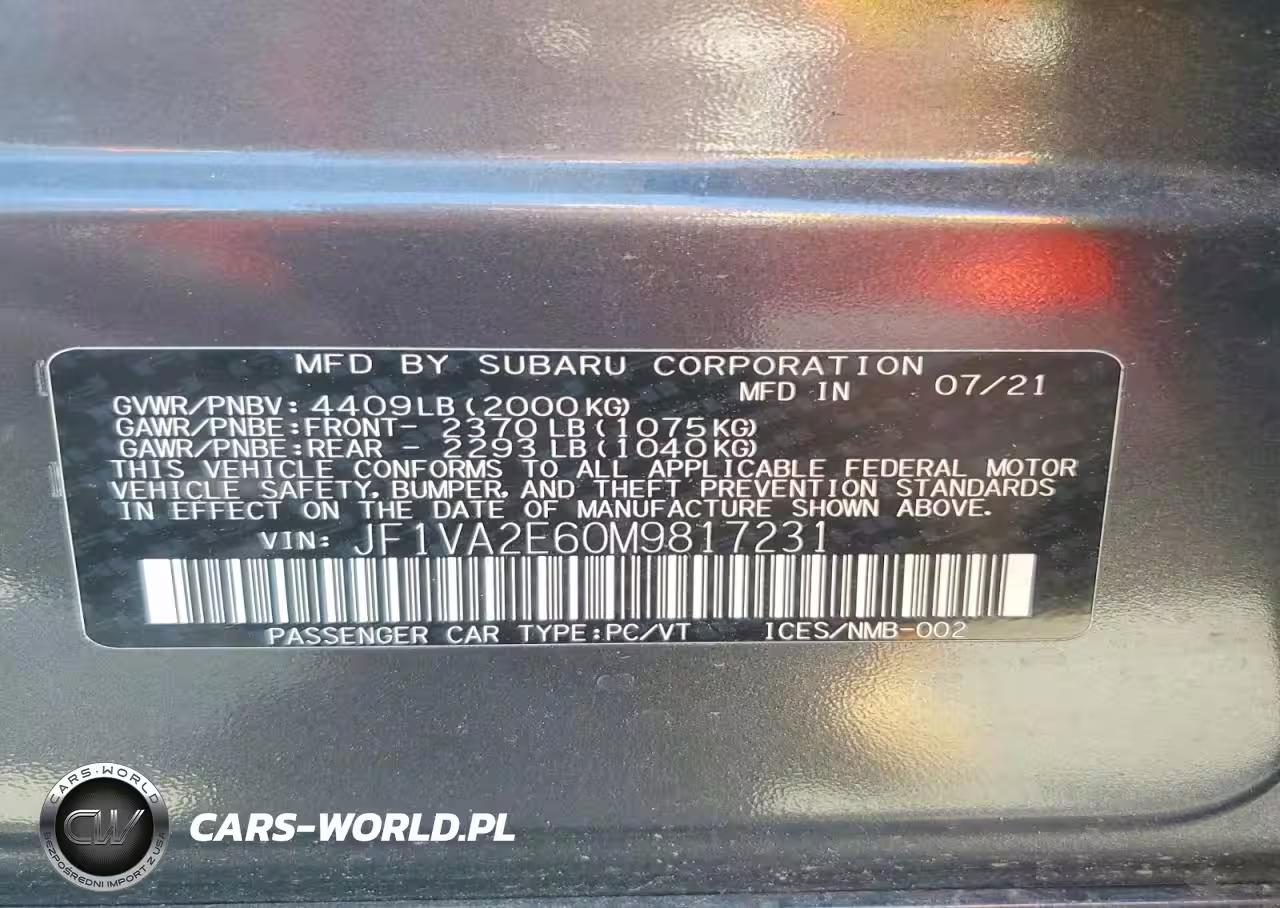 MFD BY SUBARU CORPORATION
MFD IN 07/21
GVWR/PNBV: 4409LB(2000KG)
GAWR/PNBE:FRONT- 2370LB(1075KG)
GAWR/PNBE:REAR - 2293LB(1040KG)
THIS VEHICLE CONFORMS TO ALL APPLICABLE FEDERAL MOTOR
VEHICLE SAFETY, BUMPER, AND THEFT PREVENTION STANDARDS
IN EFFECT ON THE DATE OF MANUFACTURE SHOWN ABOVE.
VIN: JF1VA2E60M9817231
PASSENGER CAR TYPE:PC/VT ICES/NMB-002
CARS-WORLD
CW
BEZPOŚREDNI IMPORT Z USA
CARS-WORLD.PL